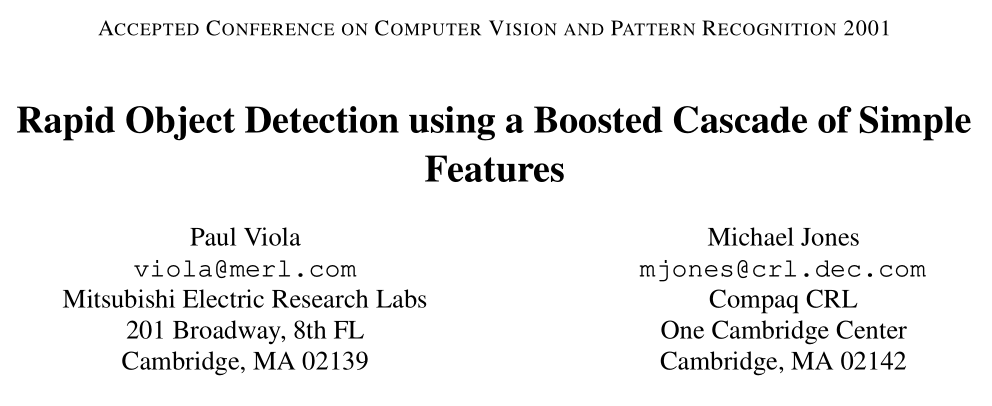 ACCEPTED CONFERENCE ON COMPUTER VISION AND PATTERN RECOGNITION 2001
Rapid Object Detection using a Boosted Cascade of Simple
Features
Paul Viola
viola@merl.com
Mitsubishi Electric Research Labs
201 Broadway, 8th FL
Cambridge, MA 02139
Michael Jones
mjones@crl.dec.com
Compaq CRL
One Cambridge Center
Cambridge, MA 02142